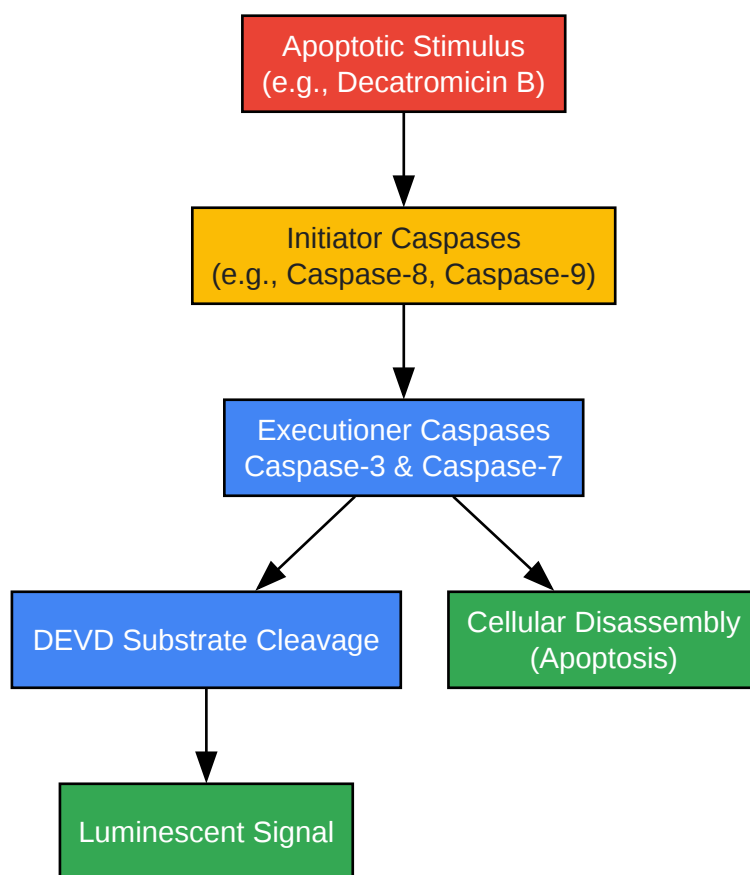 Apoptotic Stimulus
(e.g., Decatromicin B)
Initiator Caspases
(e.g., Caspase-8, Caspase-9)
Executioner Caspases
Caspase-3 & Caspase-7
DEVD Substrate Cleavage
Cellular Disassembly
(Apoptosis)
Luminescent Signal